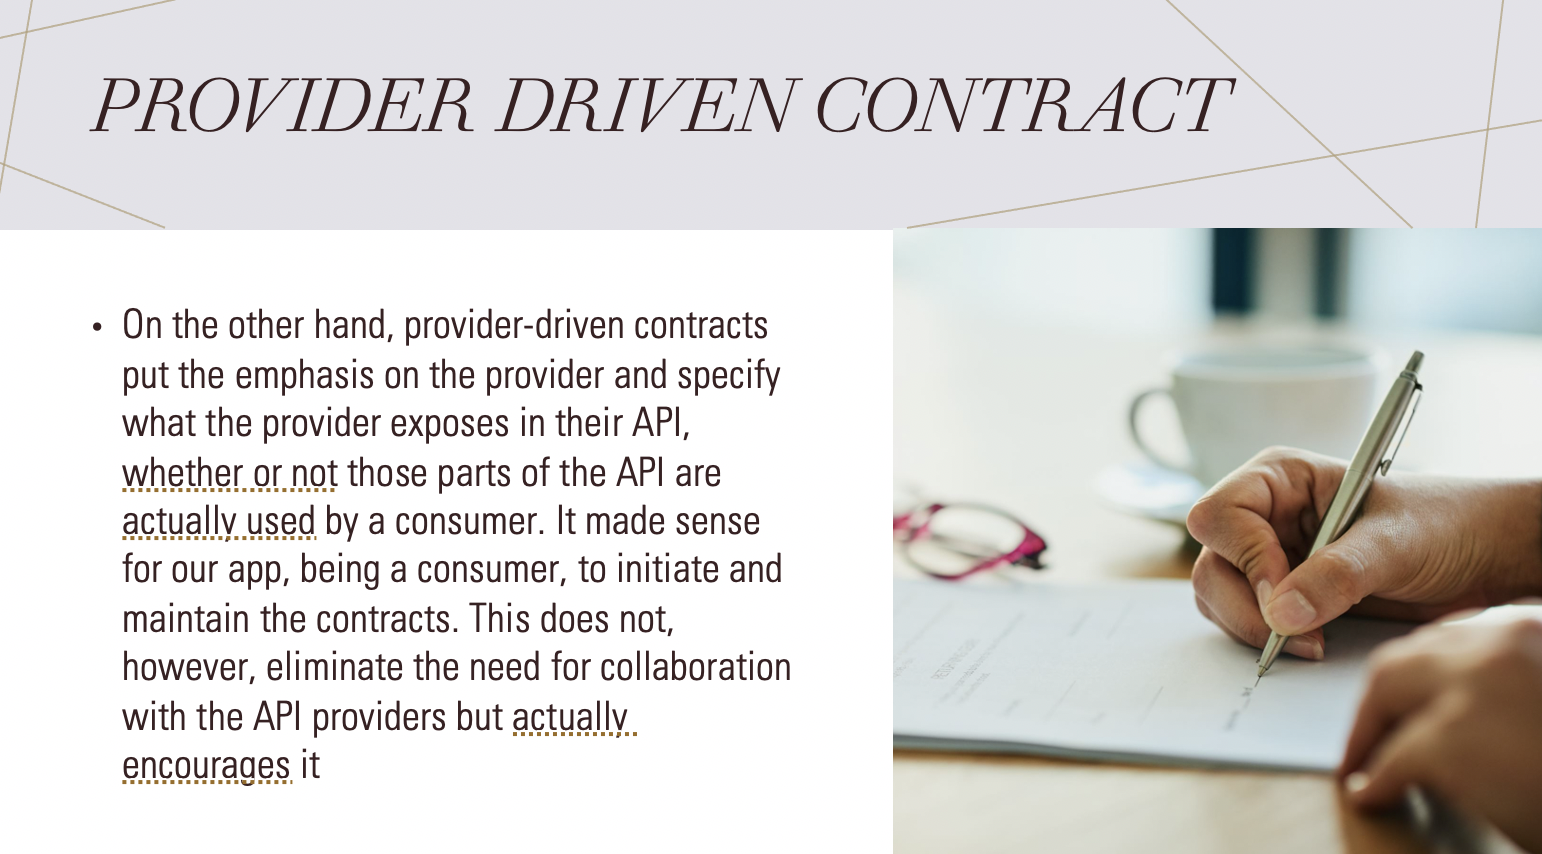 PROVIDER DRIVEN CONTRACT
• On the other hand, provider-driven contracts
put the emphasis on the provider and specify
what the provider exposes in their API,
whether or not those parts of the API are
actually used by a consumer. It made sense
for our app, being a consumer, to initiate and
maintain the contracts. This does not,
however, eliminate the need for collaboration
with the API providers but actually
encourages it